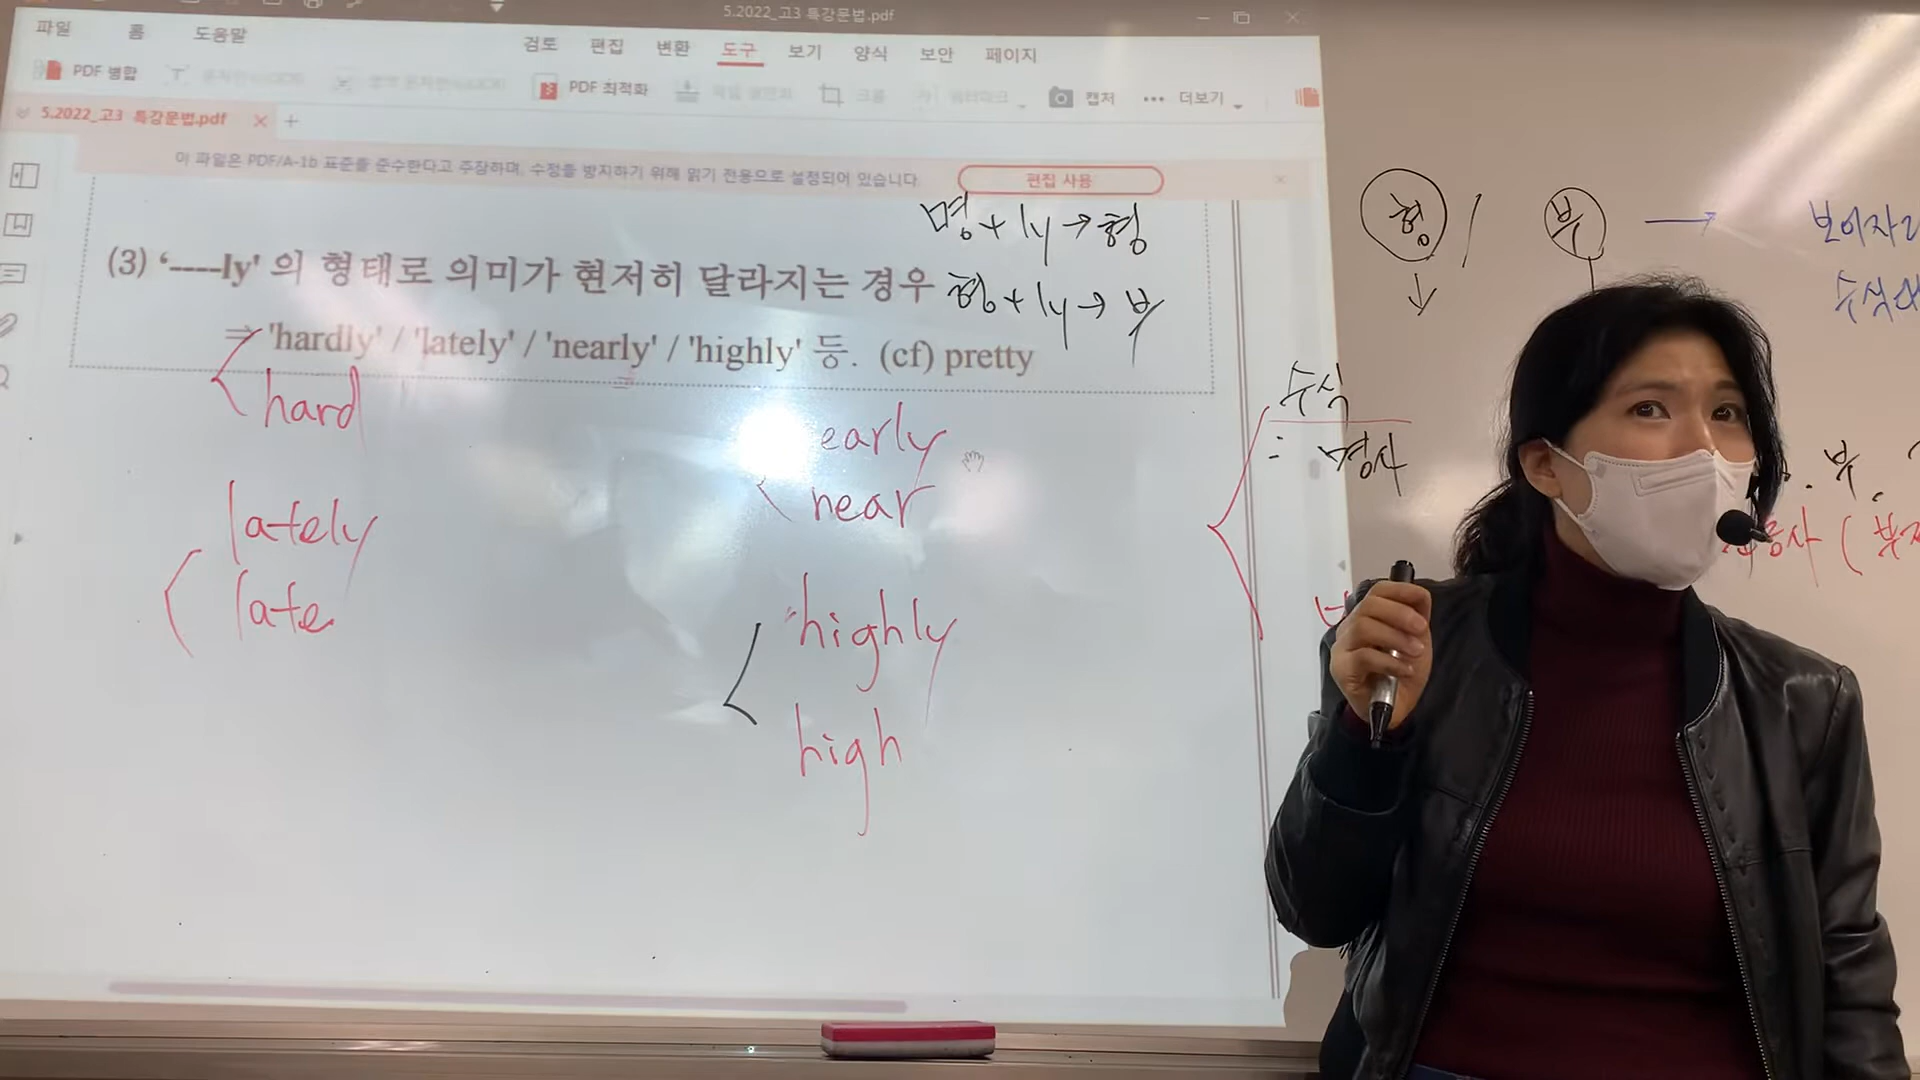 5.2022_고3 특강문법.pdf
파일 홈 도움말 검토 편집 변환 도구 보기 양식 보안 페이지
PDF 병합 PDF 최적화 크롭 캡처 더보기
5.2022_고3 특강문법.pdf
이 파일은 PDF/A-1b 표준을 준수한다고 주장하며, 수정을 방지하기 위해 읽기 전용으로 설정되어 있습니다.
편집 사용
명+ly→형
(3) '----ly' 의 형태로 의미가 현저히 달라지는 경우
형+ly→부
⇒ 'hardly' / 'lately' / 'nearly' / 'highly' 등. (cf) pretty
hard
lately
late
early
near
highly
high
형 / 부 →
↓
수식
: 명사
부.